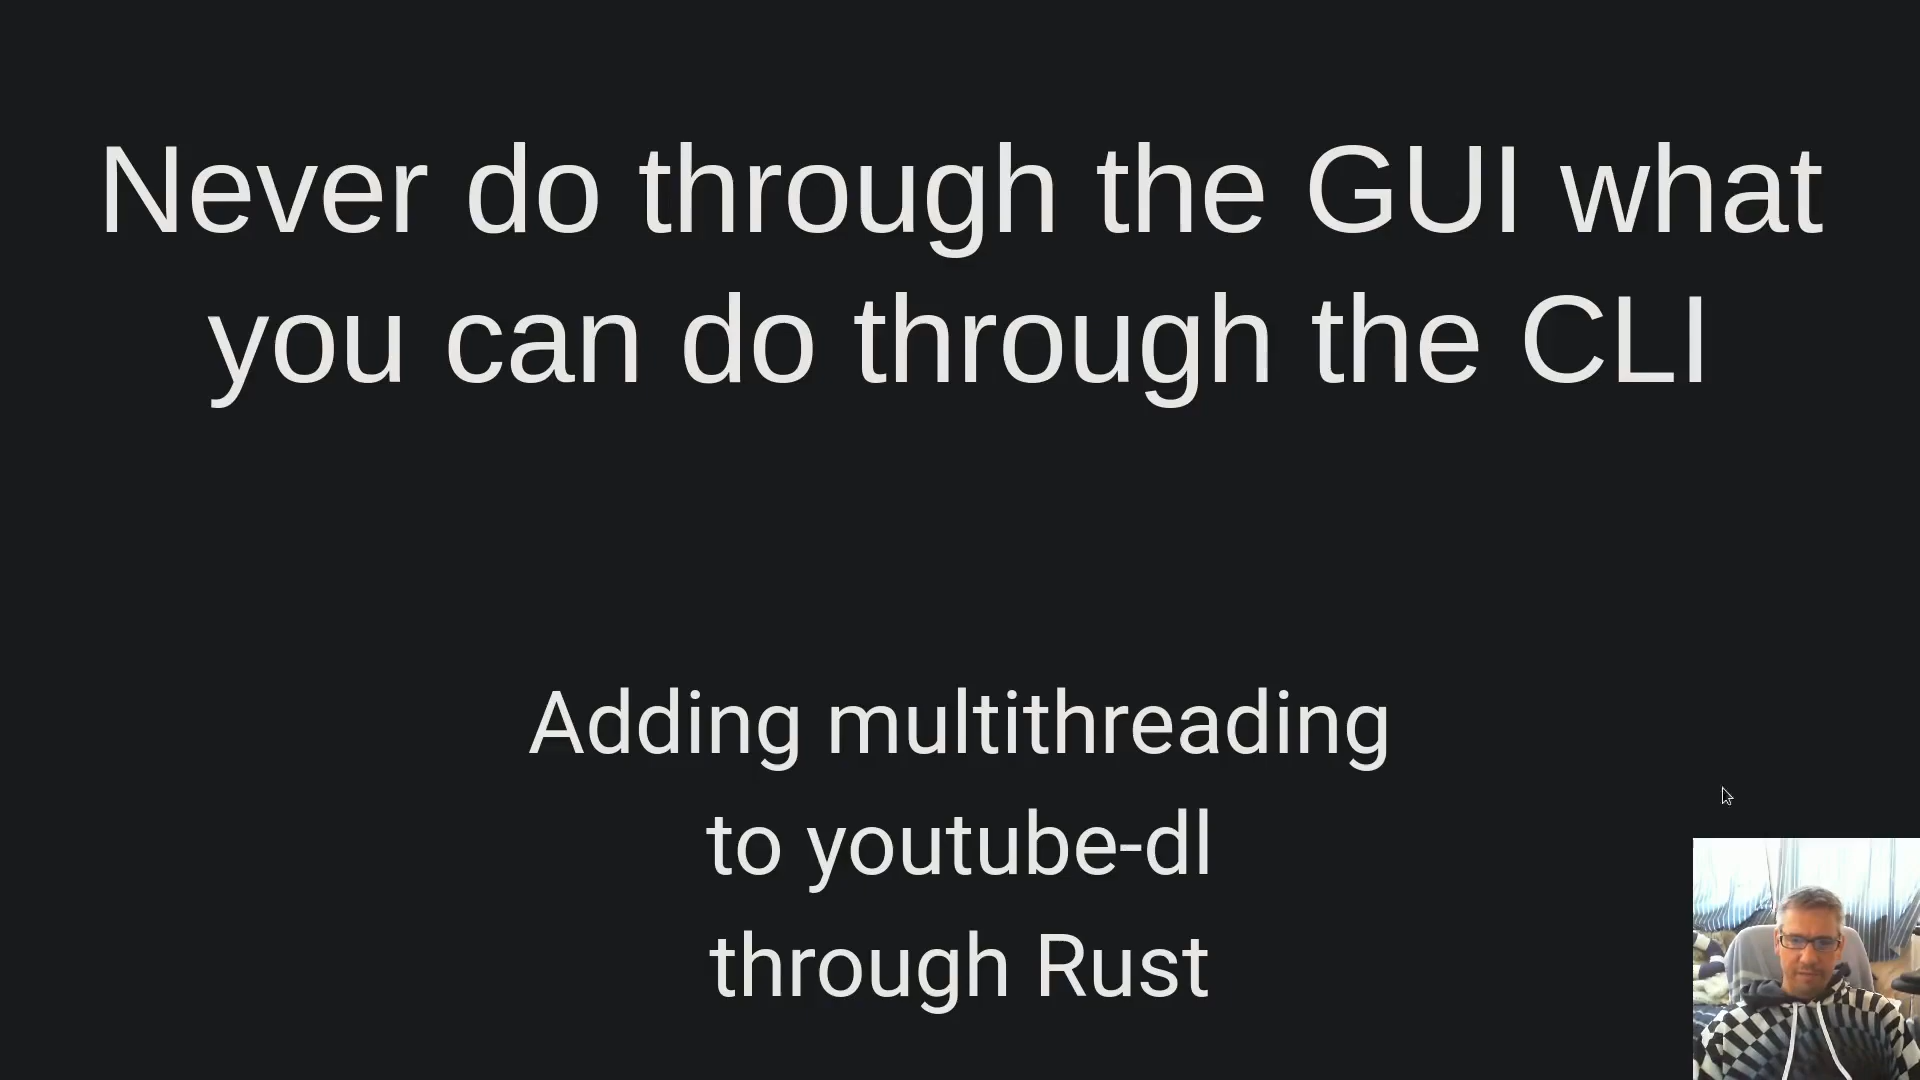 Never do through the GUI what
you can do through the CLI
Adding multithreading
to youtube-dl
through Rust